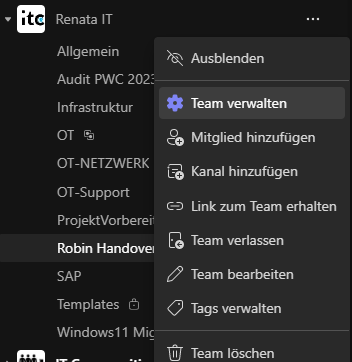 itc
Renata IT
Allgemein
Ausblenden
Audit PWC 2023
Team verwalten
Infrastruktur
Mitglied hinzufügen
OT
Kanal hinzufügen
OT-NETZWERK
Link zum Team erhalten
OT-Support
Team verlassen
ProjektVorbereit
Robin Handover
Team bearbeiten
SAP
Tags verwalten
Templates
Windows11 Mig
Team löschen